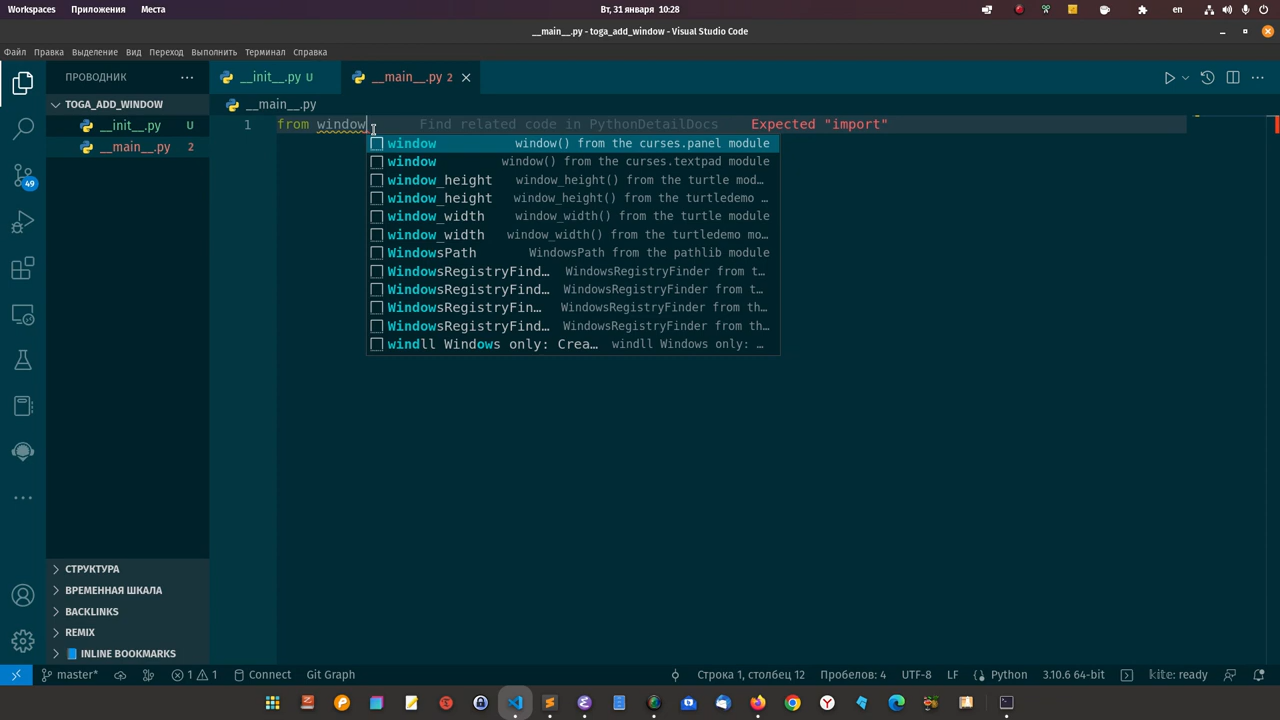 Workspaces Приложения Места Вт, 31 января 10:28 en
__main__.py - toga_add_window - Visual Studio Code
Файл Правка Выделение Вид Переход Выполнить Терминал Справка
ПРОВОДНИК ··· __init__.py U __main__.py 2
TOGA_ADD_WINDOW __main__.py
__init__.py U 1 from window Find related code in PythonDetailDocs Expected "import"
__main__.py 2
window window() from the curses.panel module
window window() from the curses.textpad module
window_height window_height() from the turtle mod…
window_height window_height() from the turtledemo …
window_width window_width() from the turtle module
window_width window_width() from the turtledemo mo…
WindowsPath WindowsPath from the pathlib module
WindowsRegistryFind… WindowsRegistryFinder from t…
WindowsRegistryFind… WindowsRegistryFinder from t…
WindowsRegistryFin… WindowsRegistryFinder from th…
WindowsRegistryFind… WindowsRegistryFinder from th…
windll Windows only: Crea… windll Windows only: …
49
СТРУКТУРА
ВРЕМЕННАЯ ШКАЛА
BACKLINKS
REMIX
INLINE BOOKMARKS
master* 1 1 Connect Git Graph Строка 1, столбец 12 Пробелов: 4 UTF-8 LF Python 3.10.6 64-bit kite: ready